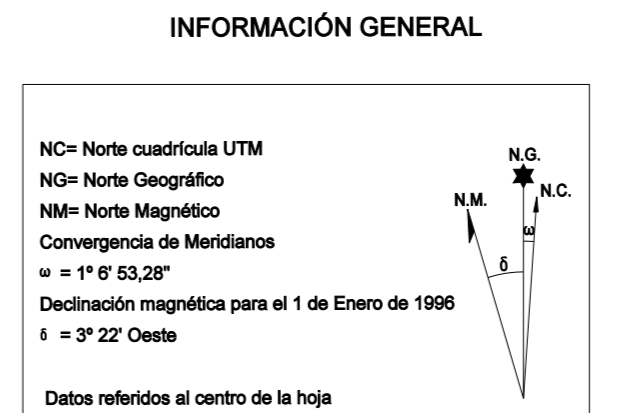 INFORMACIÓN GENERAL
NC= Norte cuadrícula UTM
NG= Norte Geográfico
NM= Norte Magnético
Convergencia de Meridianos
ω = 1º 6' 53,28"
Declinación magnética para el 1 de Enero de 1996
δ = 3º 22' Oeste
Datos referidos al centro de la hoja
N.G.
N.M.
N.C.
ω
δ